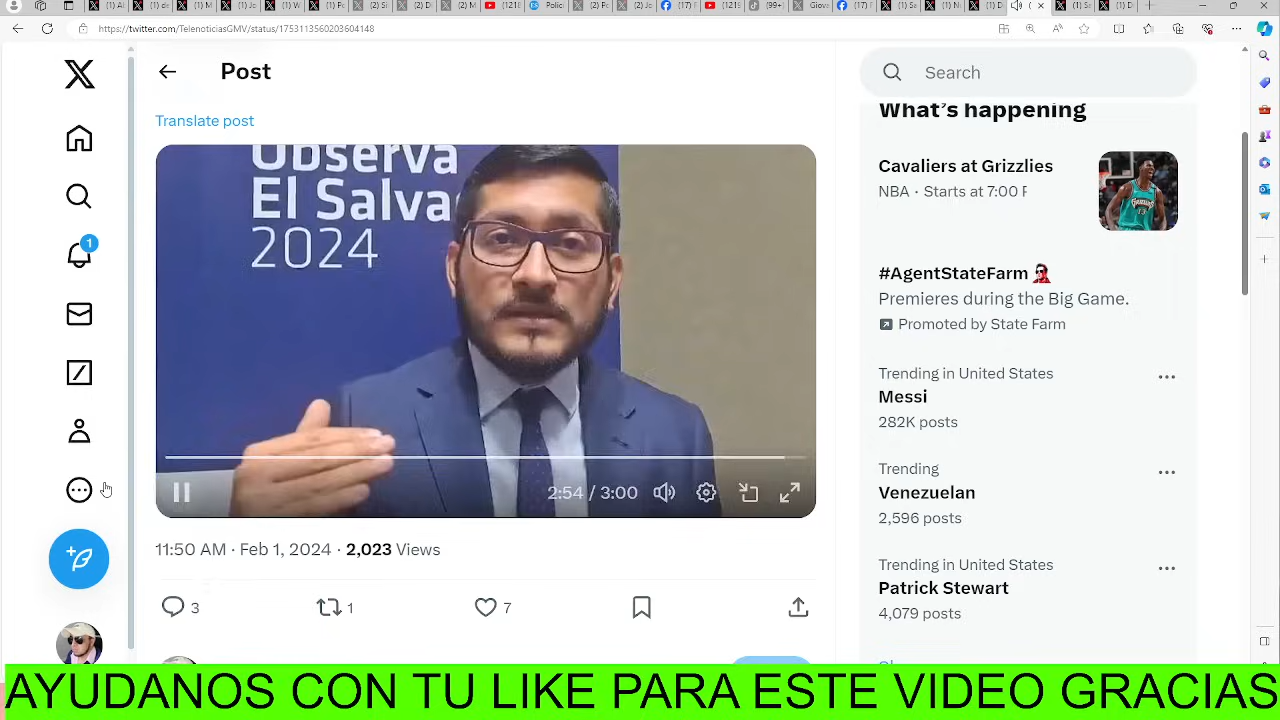 https://twitter.com/TelenoticiasGMV/status/1753113560203604148
Post
Search
Translate post
What's happening
Observa
El Salva
2024
Cavaliers at Grizzlies
NBA · Starts at 7:00 P
#AgentStateFarm
Premieres during the Big Game.
Promoted by State Farm
Trending in United States
Messi
282K posts
Trending
Venezuelan
2,596 posts
Trending in United States
Patrick Stewart
4,079 posts
1
2:54 / 3:00
11:50 AM · Feb 1, 2024 · 2,023 Views
3
1
7
AYUDANOS CON TU LIKE PARA ESTE VIDEO GRACIAS